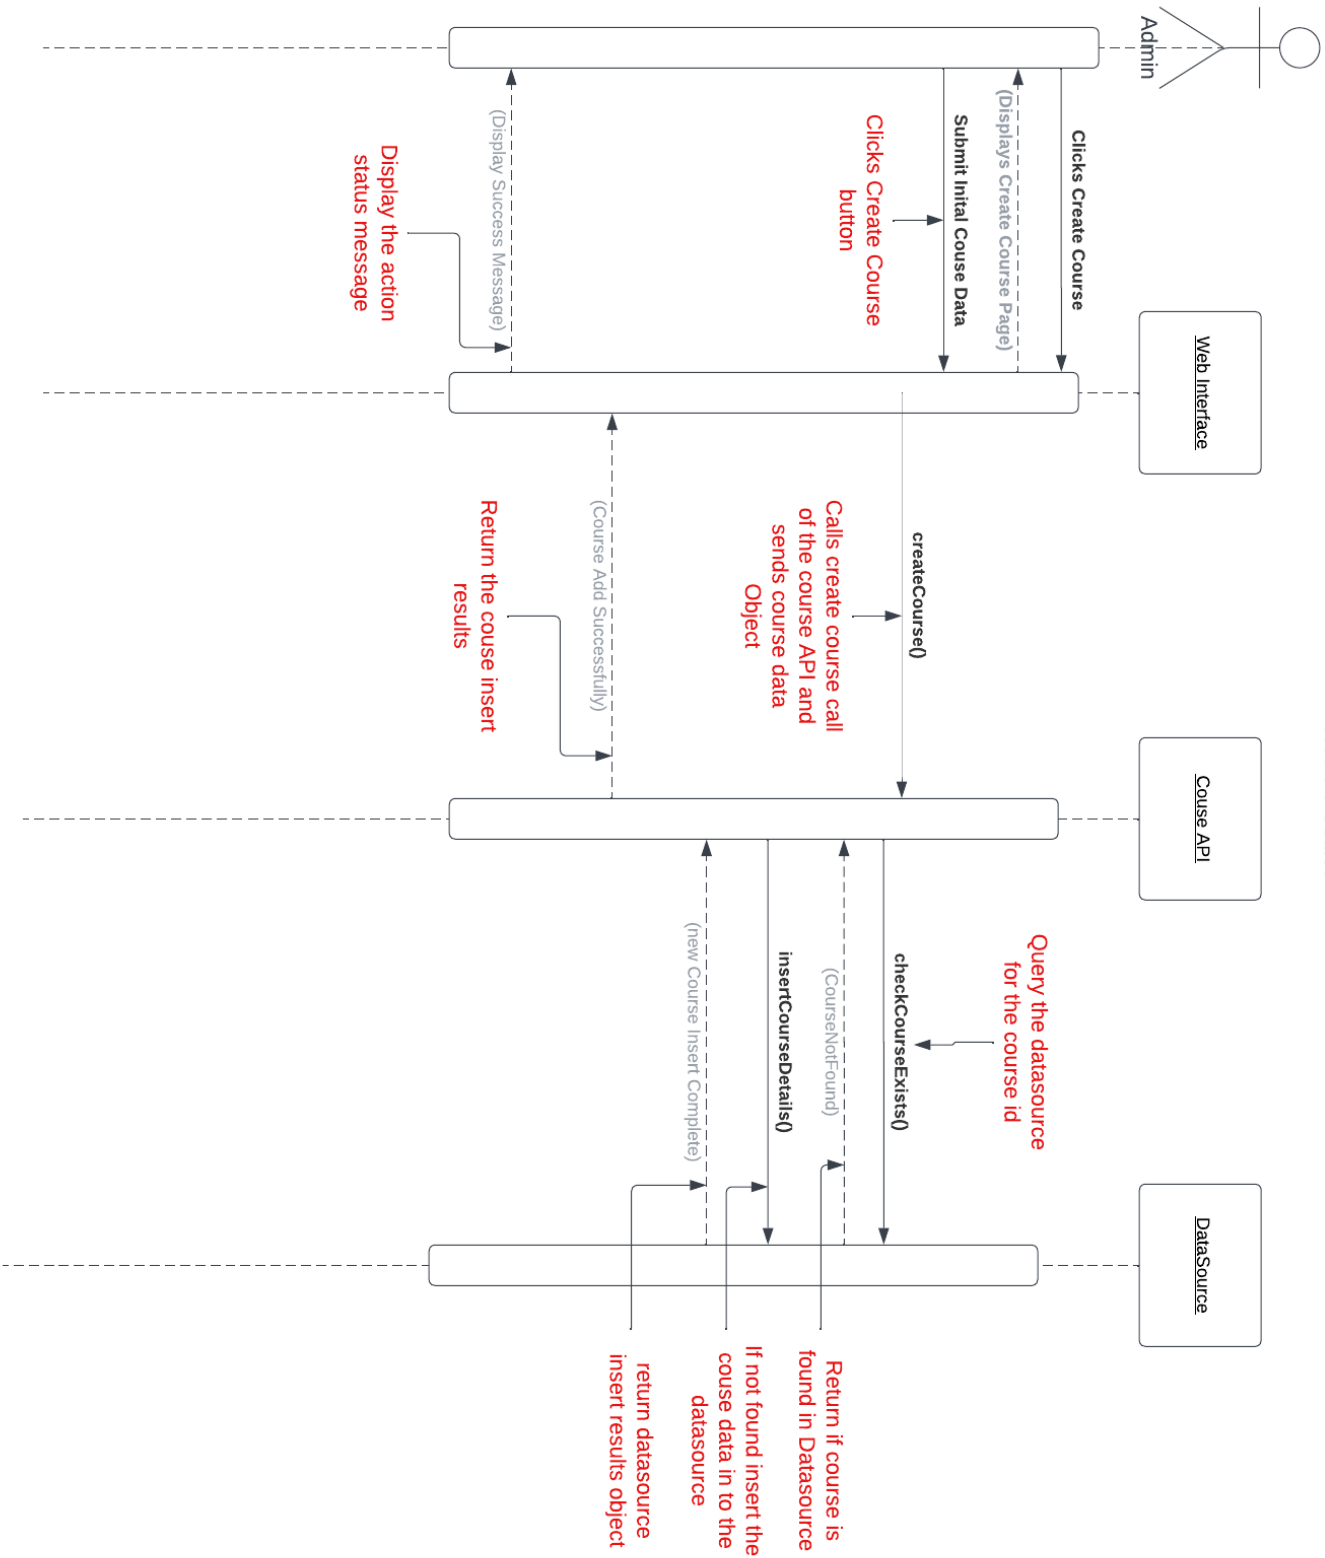 Admin
Web Interface
Couse API
DataSource
Clicks Create Course
(Displays Create Course Page)
Submit Inital Couse Data
Clicks Create Course
button
createCourse()
Calls create course call
of the course API and
sends course data
Object
Query the datasource
for the course id
checkCourseExists()
(CourseNotFound)
Return if course is
found in Datasource
insertCourseDetails()
If not found insert the
couse data in to the
datasource
(new Course Insert Complete)
return datasource
insert results object
(Course Add Successfully)
Return the couse insert
results
(Display Success Message)
Display the action
status message